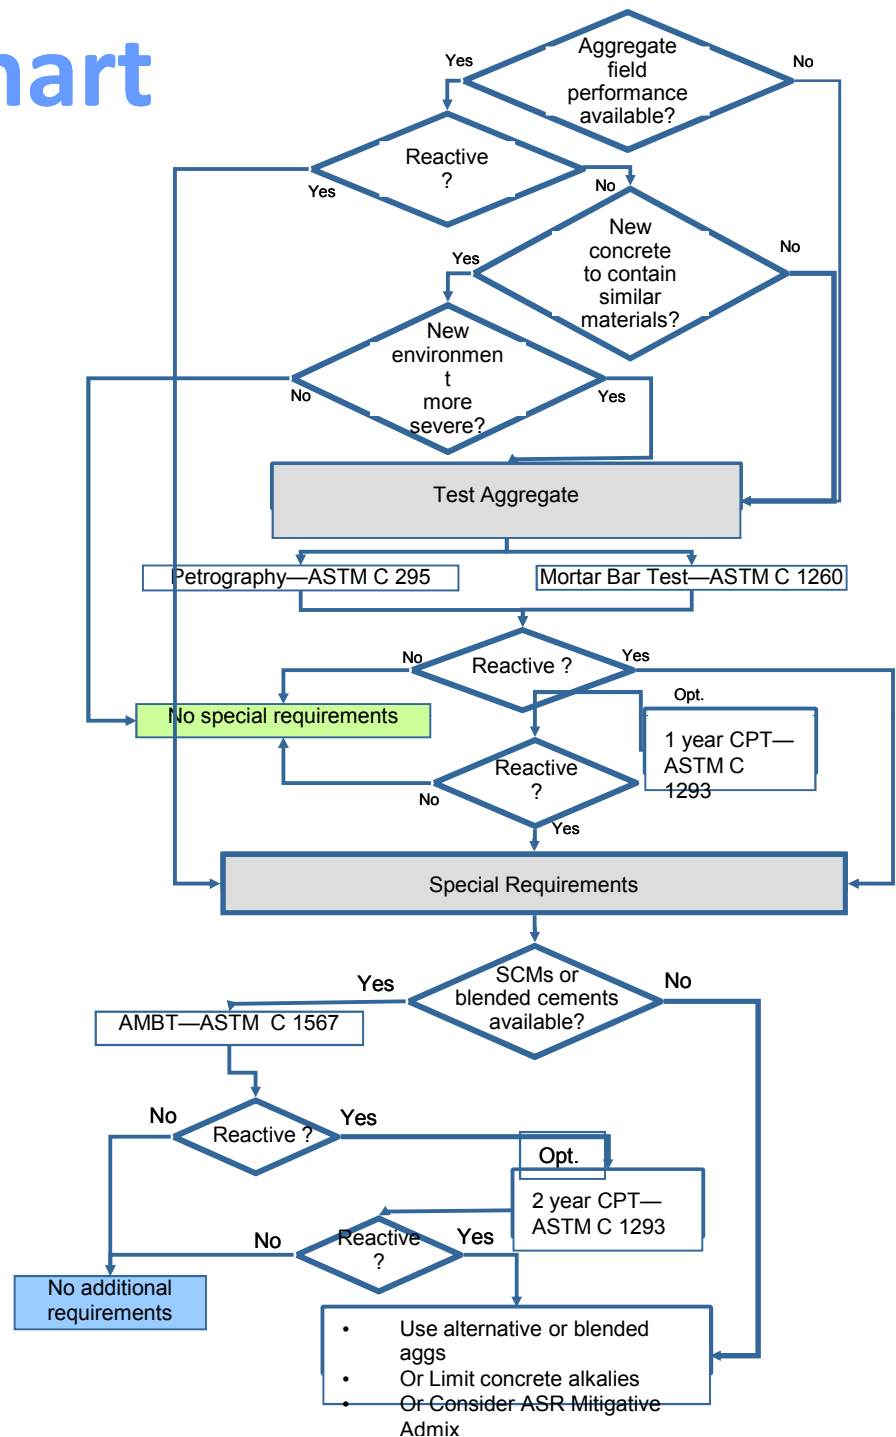 hart
Aggregate
field
performance
available?
Yes
No
Reactive
?
Yes
No
New
concrete
to contain
similar
materials?
Yes
No
New
environmen
t
more
severe?
No
Yes
Test Aggregate
Petrography—ASTM C 295
Mortar Bar Test—ASTM C 1260
Reactive ?
No
Yes
Opt.
No special requirements
1 year CPT—
ASTM C
1293
Reactive
?
No
Yes
Special Requirements
SCMs or
blended cements
available?
Yes
No
AMBT—ASTM C 1567
Reactive ?
No
Yes
Opt.
2 year CPT—
ASTM C 1293
Reactive
?
No
Yes
No additional
requirements
• Use alternative or blended
aggs
• Or Limit concrete alkalies
• Or Consider ASR Mitigative
Admix